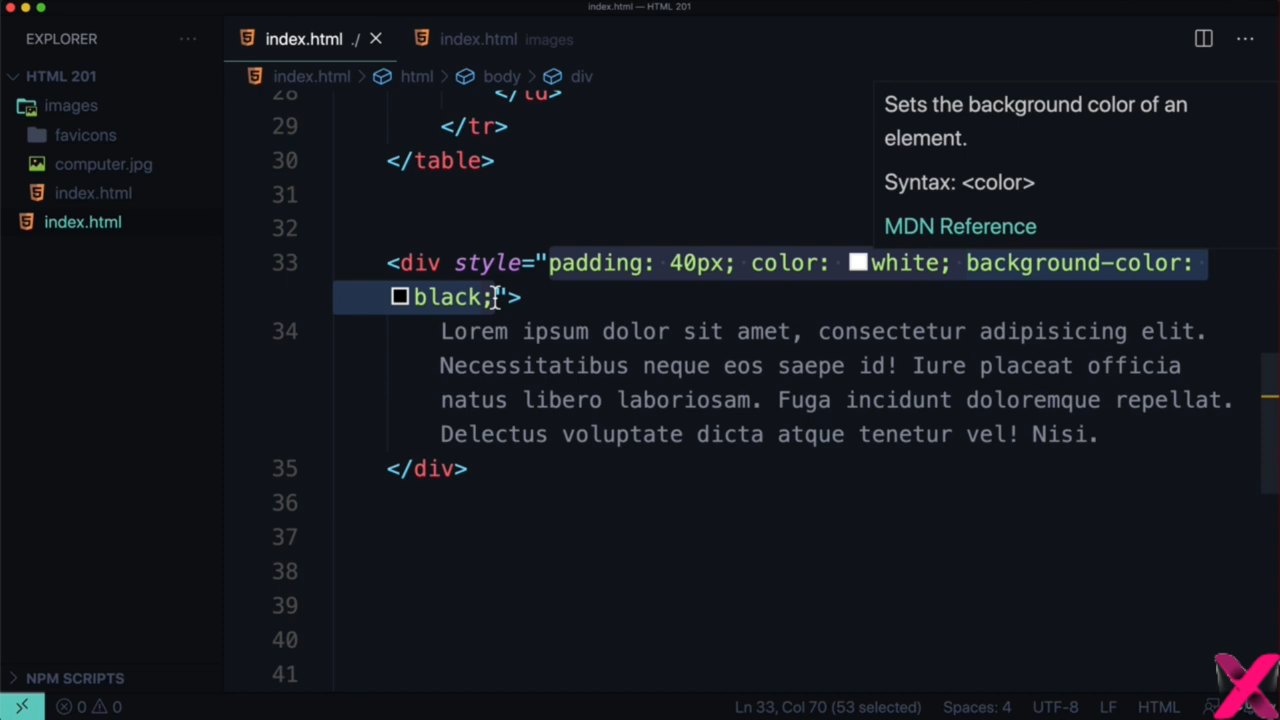 index.html — HTML 201
EXPLORER
index.html ./
index.html images
HTML 201
index.html > html > body > div
images
favicons
computer.jpg
index.html
index.html
28 </td>
29 </tr>
30 </table>
31
32
33 <div style="padding: 40px; color: white; background-color:
black;">
34 Lorem ipsum dolor sit amet, consectetur adipisicing elit.
Necessitatibus neque eos saepe id! Iure placeat officia
natus libero laboriosam. Fuga incidunt doloremque repellat.
Delectus voluptate dicta atque tenetur vel! Nisi.
35 </div>
36
37
38
39
40
41
Sets the background color of an
element.
Syntax: <color>
MDN Reference
NPM SCRIPTS
0 0
Ln 33, Col 70 (53 selected)
Spaces: 4
UTF-8
LF
HTML